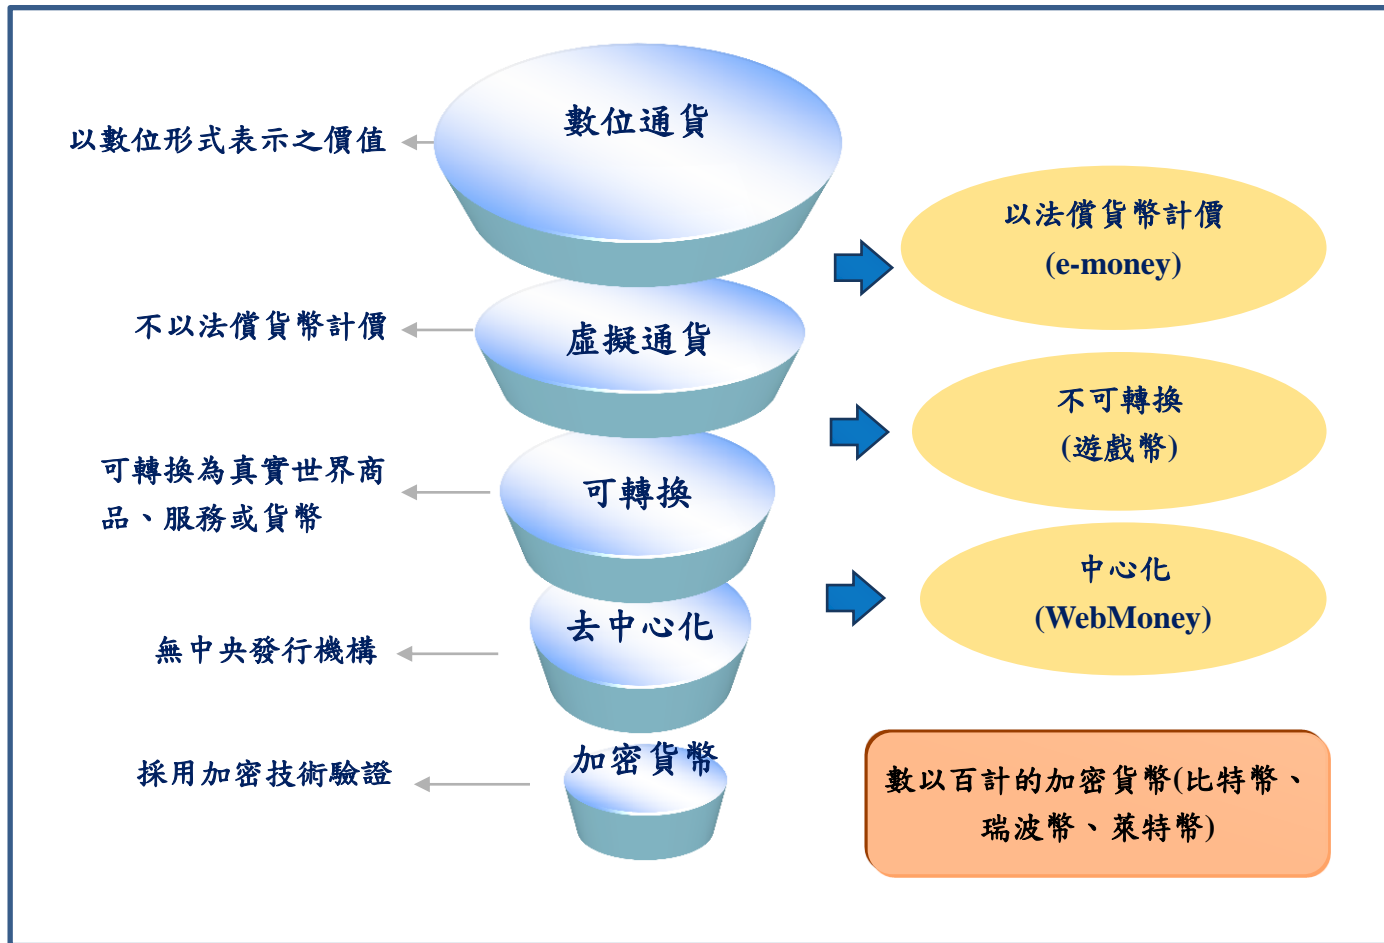 數位通貨
以數位形式表示之價值
以法償貨幣計價
(e-money)
不以法償貨幣計價
虛擬通貨
不可轉換
(遊戲幣)
可轉換為真實世界商
品、服務或貨幣
可轉換
中心化
(WebMoney)
去中心化
無中央發行機構
加密貨幣
採用加密技術驗證
數以百計的加密貨幣(比特幣、
瑞波幣、萊特幣)